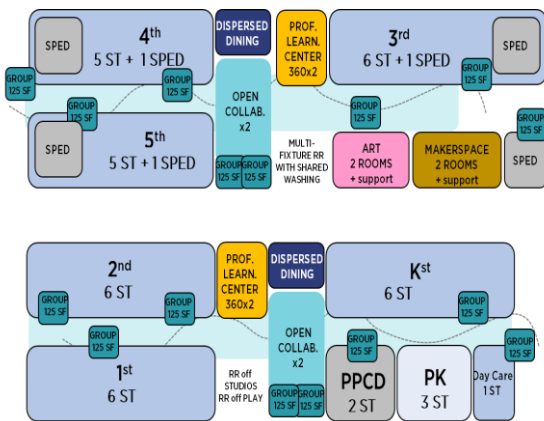 SPED
4th
5 ST + 1 SPED
DISPERSED
DINING
PROF.
LEARN.
CENTER
360x2
3rd
6 ST + 1 SPED
SPED
GROUP
125 SF
GROUP
125 SF
GROUP
125 SF
OPEN
COLLAB.
x2
GROUP
125 SF
GROUP
125 SF
SPED
5th
5 ST + 1 SPED
GROUP
125 SF
GROUP
125 SF
MULTI-
FIXTURE RR
WITH SHARED
WASHING
ART
2 ROOMS
+ support
MAKERSPACE
2 ROOMS
+ support
GROUP
125 SF
SPED
2nd
6 ST
PROF.
LEARN.
CENTER
360x2
DISPERSED
DINING
Kst
6 ST
GROUP
125 SF
GROUP
125 SF
GROUP
125 SF
OPEN
COLLAB.
x2
GROUP
125 SF
GROUP
125 SF
GROUP
125 SF
1st
6 ST
RR off
STUDIOS
RR off PLAY
GROUP
125 SF
GROUP
125 SF
PPCD
2 ST
PK
3 ST
Day Care
1 ST